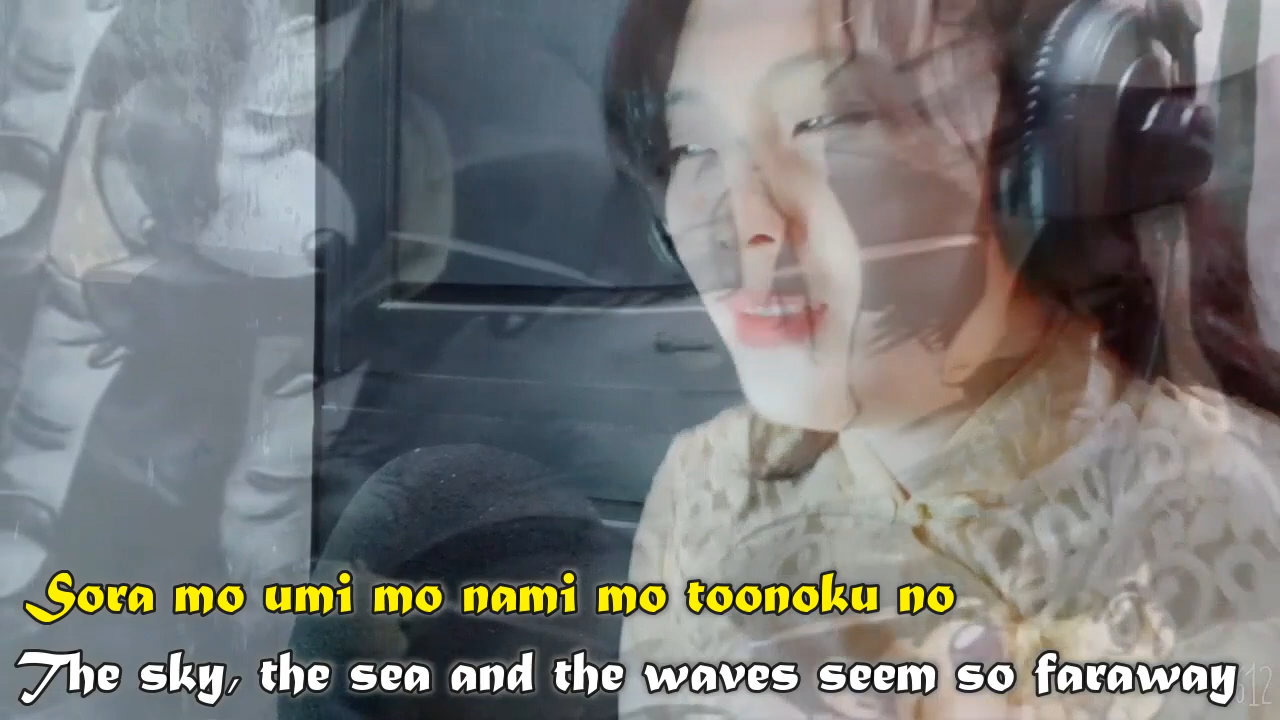 Sora mo umi mo nami mo toonoku no
The sky, the sea and the waves seem so faraway